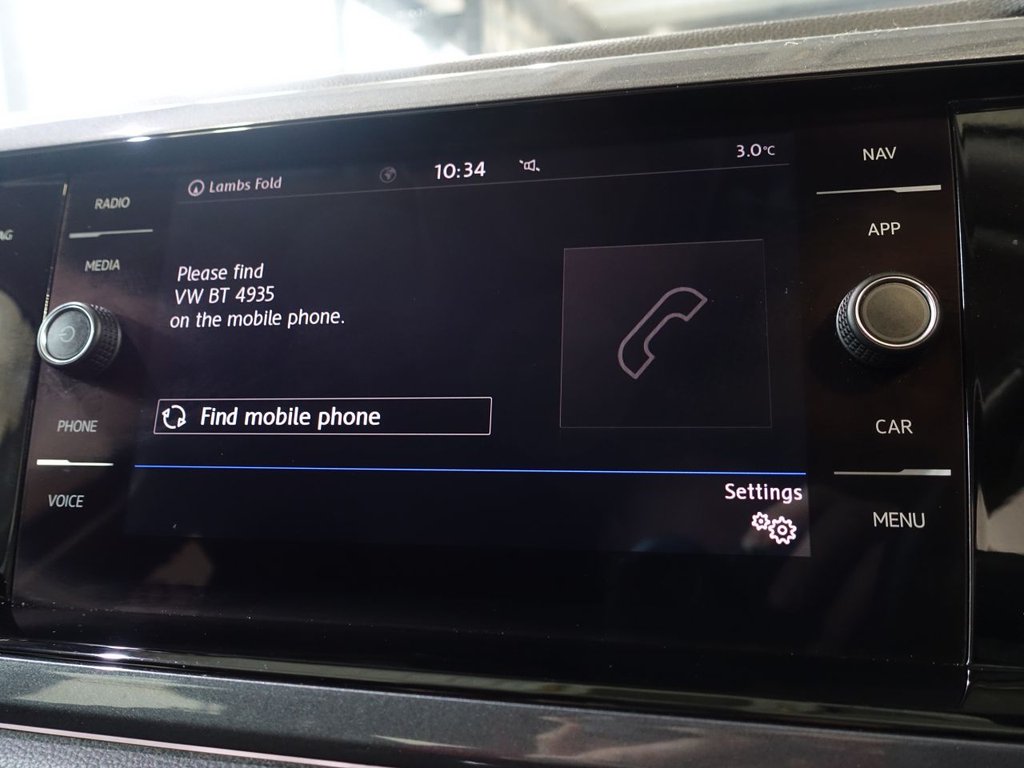 RADIO
MEDIA
PHONE
VOICE
Lambs Fold
10:34
3.0°C
Please find
VW BT 4935
on the mobile phone.
Find mobile phone
Settings
NAV
APP
CAR
MENU